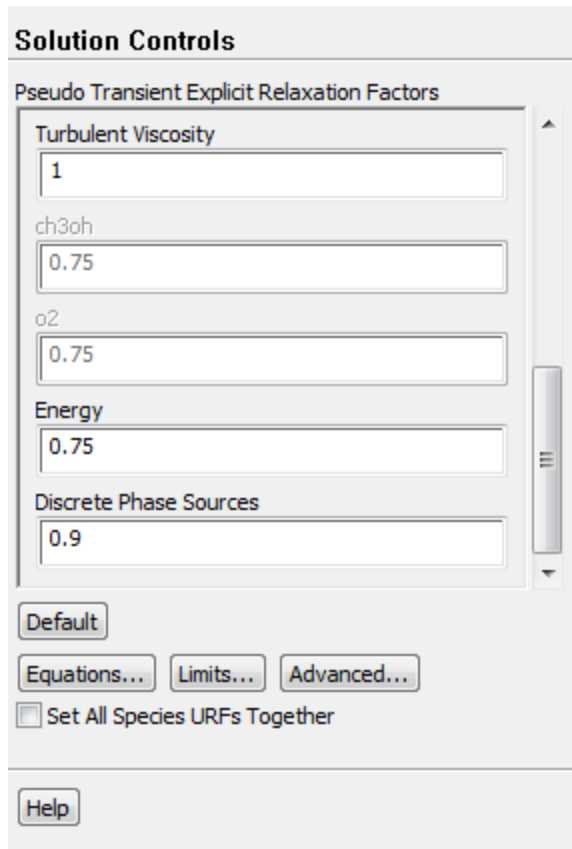 Solution Controls
Pseudo Transient Explicit Relaxation Factors
Turbulent Viscosity
1
ch3oh
0.75
o2
0.75
Energy
0.75
Discrete Phase Sources
0.9
Default
Equations... Limits... Advanced...
Set All Species URFs Together
Help